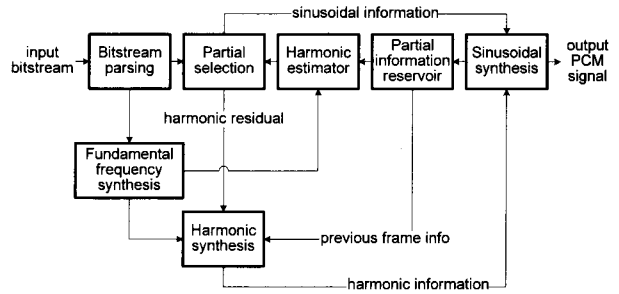 sinusoidal information
input
bitstream
Bitstream
parsing
Partial
selection
Harmonic
estimator
Partial
information
reservoir
Sinusoidal
synthesis
output
PCM
signal
harmonic residual
Fundamental
frequency
synthesis
Harmonic
synthesis
previous frame info
harmonic information